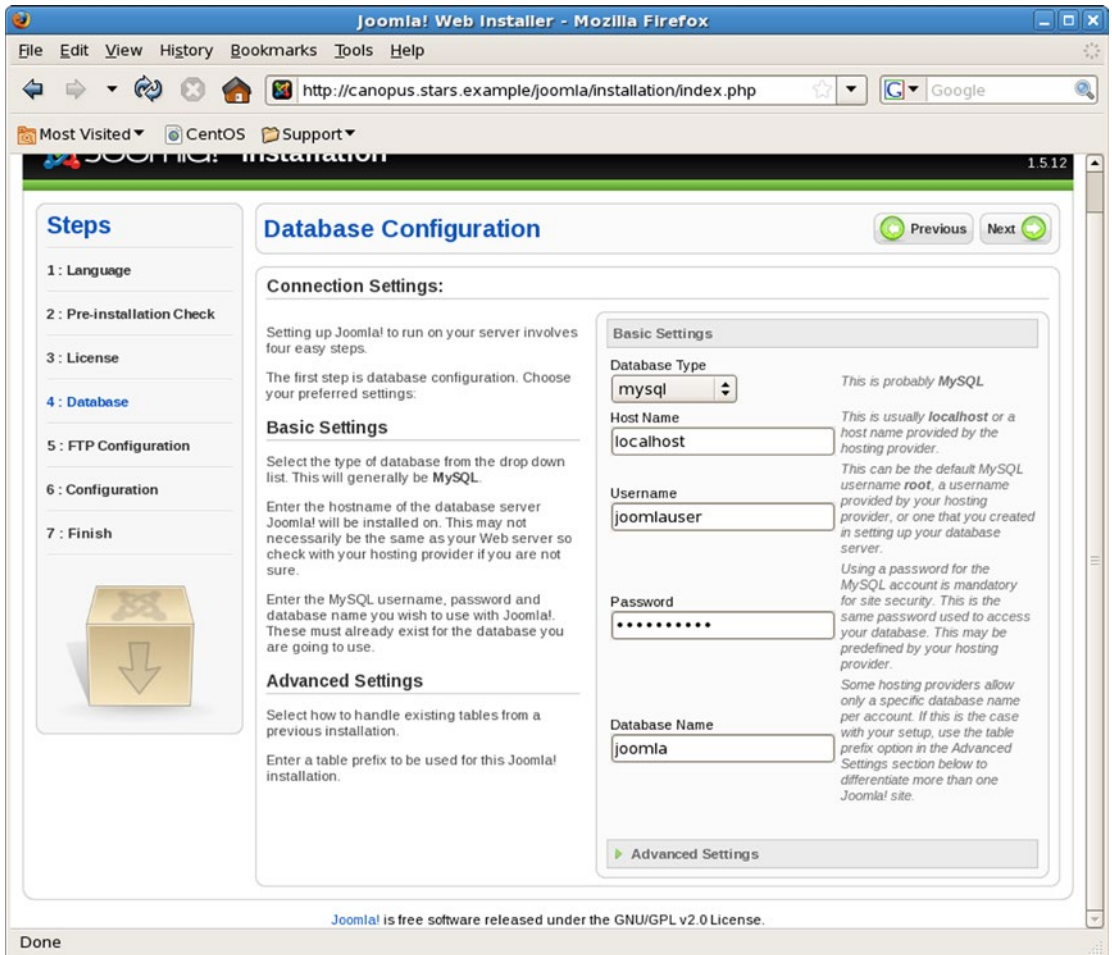 Joomla! Web Installer - Mozilla Firefox
File Edit View History Bookmarks Tools Help
http://canopus.stars.example/joomla/installation/index.php
G Google
Most Visited CentOS Support
Joomla! Installation
1.5.12
Steps
1 : Language
2 : Pre-installation Check
3 : License
4 : Database
5 : FTP Configuration
6 : Configuration
7 : Finish
Database Configuration
Previous
Next
Connection Settings:
Setting up Joomla! to run on your server involves
four easy steps.
The first step is database configuration. Choose
your preferred settings:
Basic Settings
Select the type of database from the drop down
list. This will generally be MySQL.
Enter the hostname of the database server
Joomla! will be installed on. This may not
necessarily be the same as your Web server so
check with your hosting provider if you are not
sure.
Enter the MySQL username, password and
database name you wish to use with Joomla!.
These must already exist for the database you
are going to use.
Advanced Settings
Select how to handle existing tables from a
previous installation.
Enter a table prefix to be used for this Joomla!
installation.
Basic Settings
Database Type
mysql
This is probably MySQL
Host Name
localhost
This is usually localhost or a
host name provided by the
hosting provider.
Username
joomlauser
This can be the default MySQL
username root, a username
provided by your hosting
provider, or one that you created
in setting up your database
server.
Password
••••••••••
Using a password for the
MySQL account is mandatory
for site security. This is the
same password used to access
your database. This may be
predefined by your hosting
provider.
Database Name
joomla
Some hosting providers allow
only a specific database name
per account. If this is the case
with your setup, use the table
prefix option in the Advanced
Settings section below to
differentiate more than one
Joomla! site.
Advanced Settings
Joomla! is free software released under the GNU/GPL v2.0 License.
Done